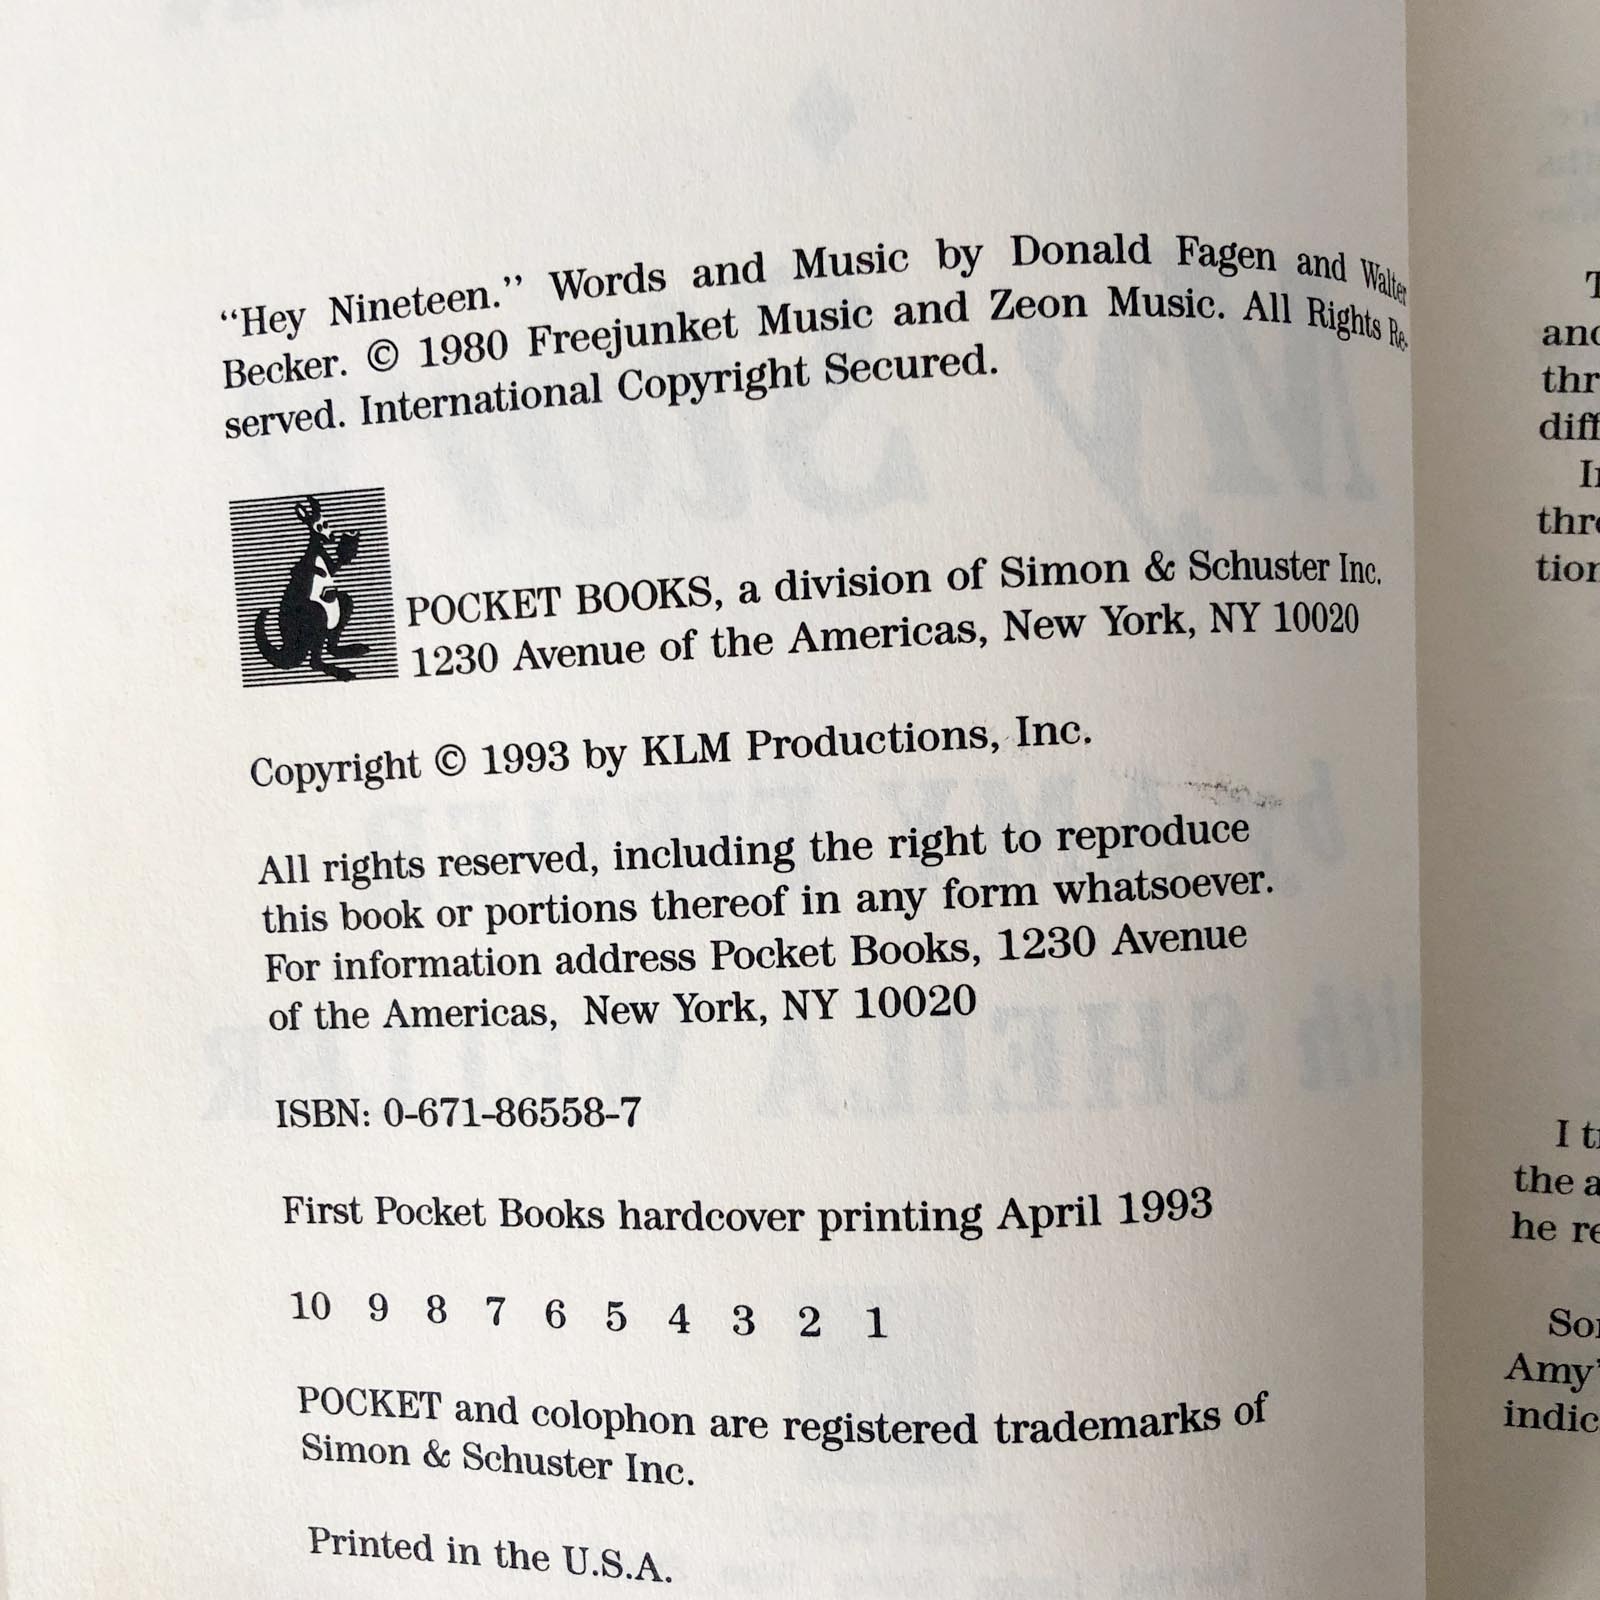 “Hey Nineteen.” Words and Music by Donald Fagen and Walter
Becker. © 1980 Freejunket Music and Zeon Music. All Rights Re-
served. International Copyright Secured.
POCKET BOOKS, a division of Simon & Schuster Inc.
1230 Avenue of the Americas, New York, NY 10020
Copyright © 1993 by KLM Productions, Inc.
All rights reserved, including the right to reproduce
this book or portions thereof in any form whatsoever.
For information address Pocket Books, 1230 Avenue
of the Americas, New York, NY 10020
ISBN: 0-671-86558-7
First Pocket Books hardcover printing April 1993
10 9 8 7 6 5 4 3 2 1
POCKET and colophon are registered trademarks of
Simon & Schuster Inc.
Printed in the U.S.A.
I
the
he
Amy’